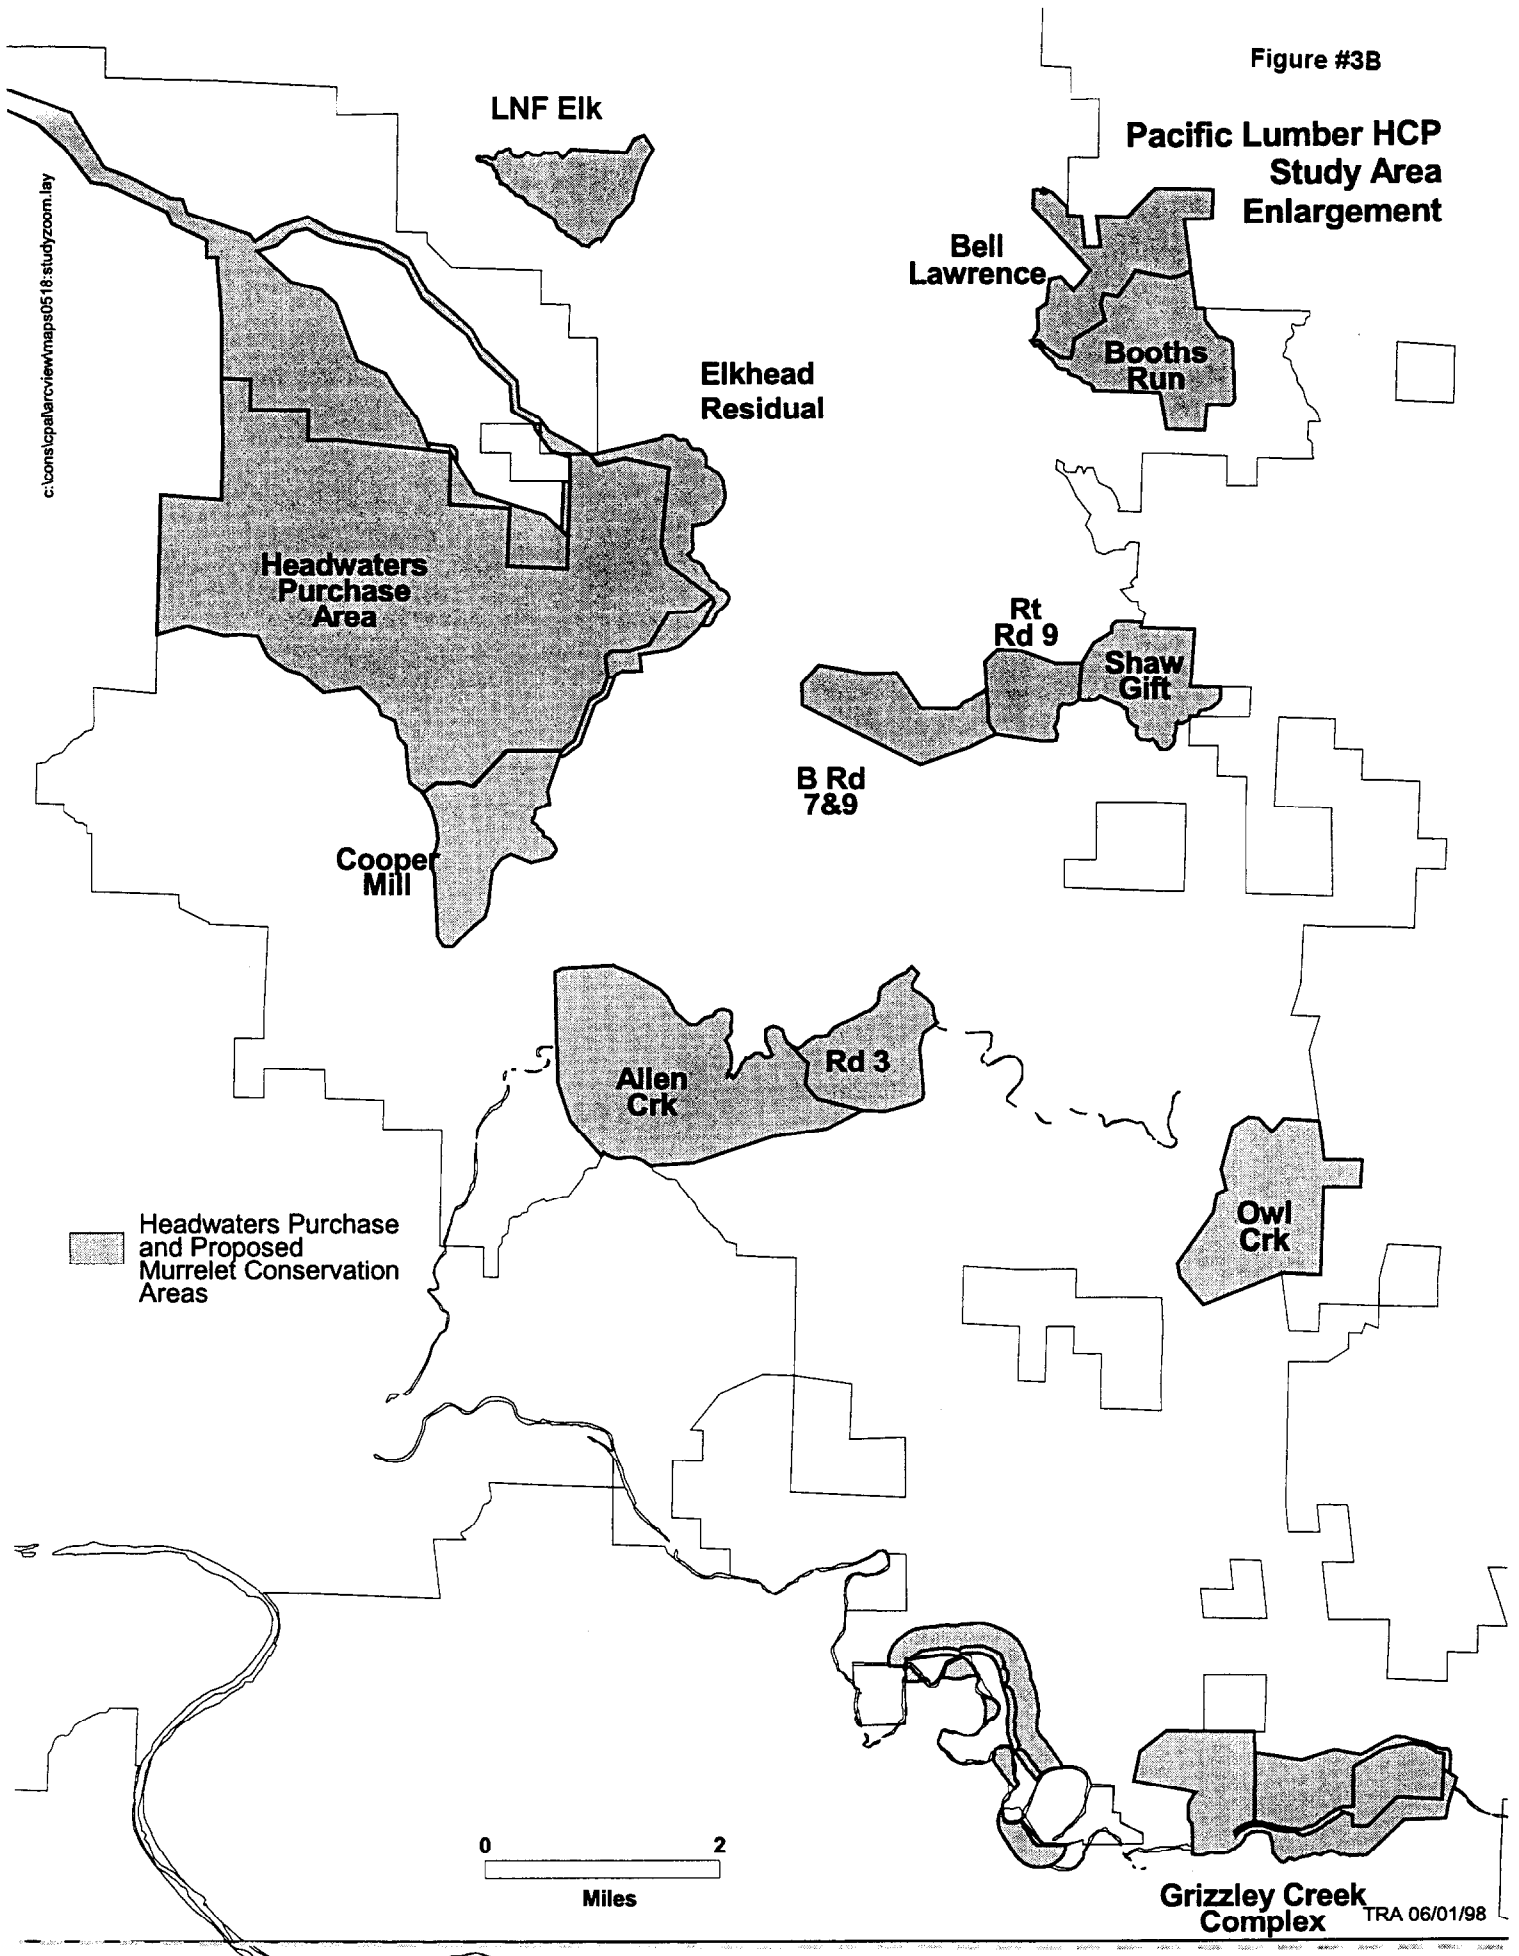 Figure #3B
Pacific Lumber HCP
Study Area
Enlargement
LNF Elk
c:\cons\cpal\arcview\maps0518:studyzoom.lay
Bell
Lawrence
Booths
Run
Elkhead
Residual
Headwaters
Purchase
Area
Rt
Rd 9
Shaw
Gift
B Rd
7&9
Cooper
Mill
Allen
Crk
Rd 3
Owl
Crk
Headwaters Purchase
and Proposed
Murrelet Conservation
Areas
0 2
Miles
Grizzley Creek
Complex
TRA 06/01/98